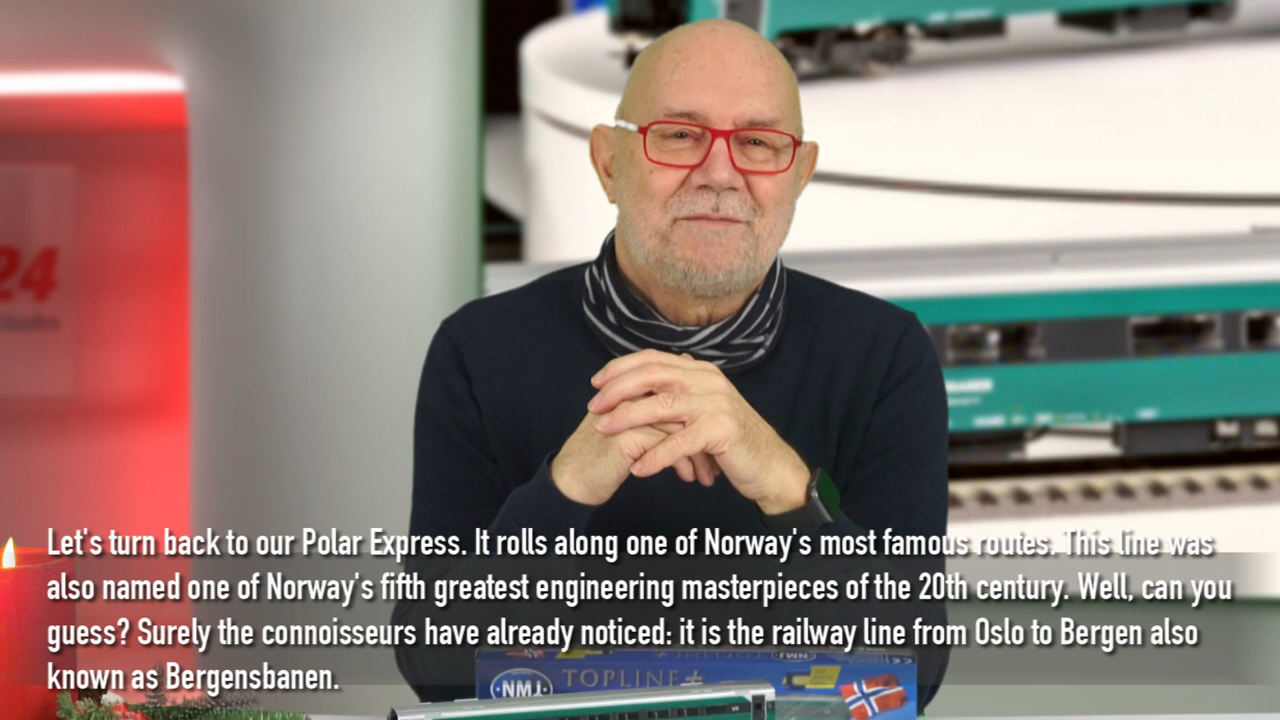 24
Let's turn back to our Polar Express. It rolls along one of Norway's most famous routes. This line was
also named one of Norway's fifth greatest engineering masterpieces of the 20th century. Well, can you
guess? Surely the connoisseurs have already noticed: it is the railway line from Oslo to Bergen also
known as Bergensbanen.
·NMJ·
TOPLINE